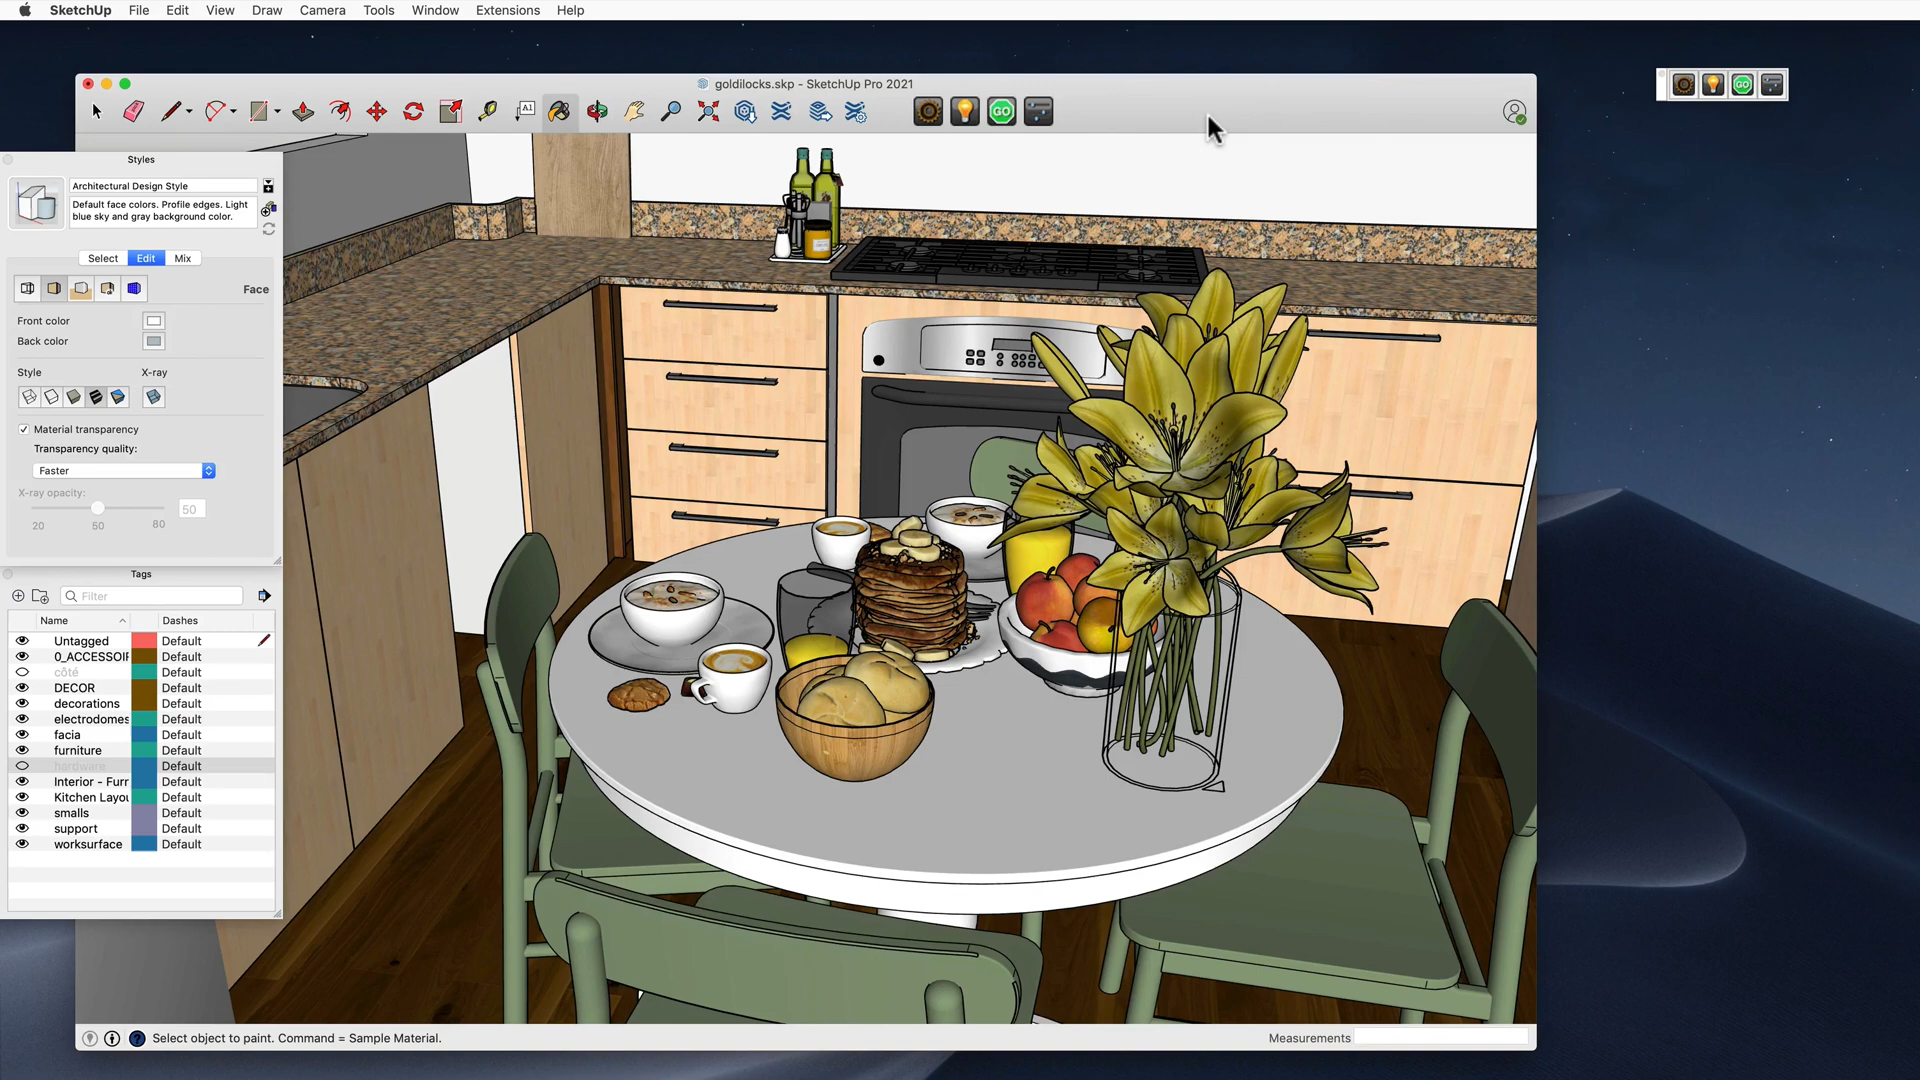 SketchUp File Edit View Draw Camera Tools Window Extensions Help
goldilocks.skp - SketchUp Pro 2021
A1
GO
GO
Styles
Architectural Design Style
Default face colors. Profile edges. Light
blue sky and gray background color.
Select Edit Mix
Face
Front color
Back color
Style X-ray
Material transparency
Transparency quality:
Faster
X-ray opacity:
50
20 50 80
Tags
Filter
Name Dashes
Untagged Default
0_ACCESSOIF Default
côté Default
DECOR Default
decorations Default
electrodomes Default
facia Default
furniture Default
hardware Default
Interior - Furr Default
Kitchen Layou Default
smalls Default
support Default
worksurface Default
Select object to paint. Command = Sample Material.
Measurements